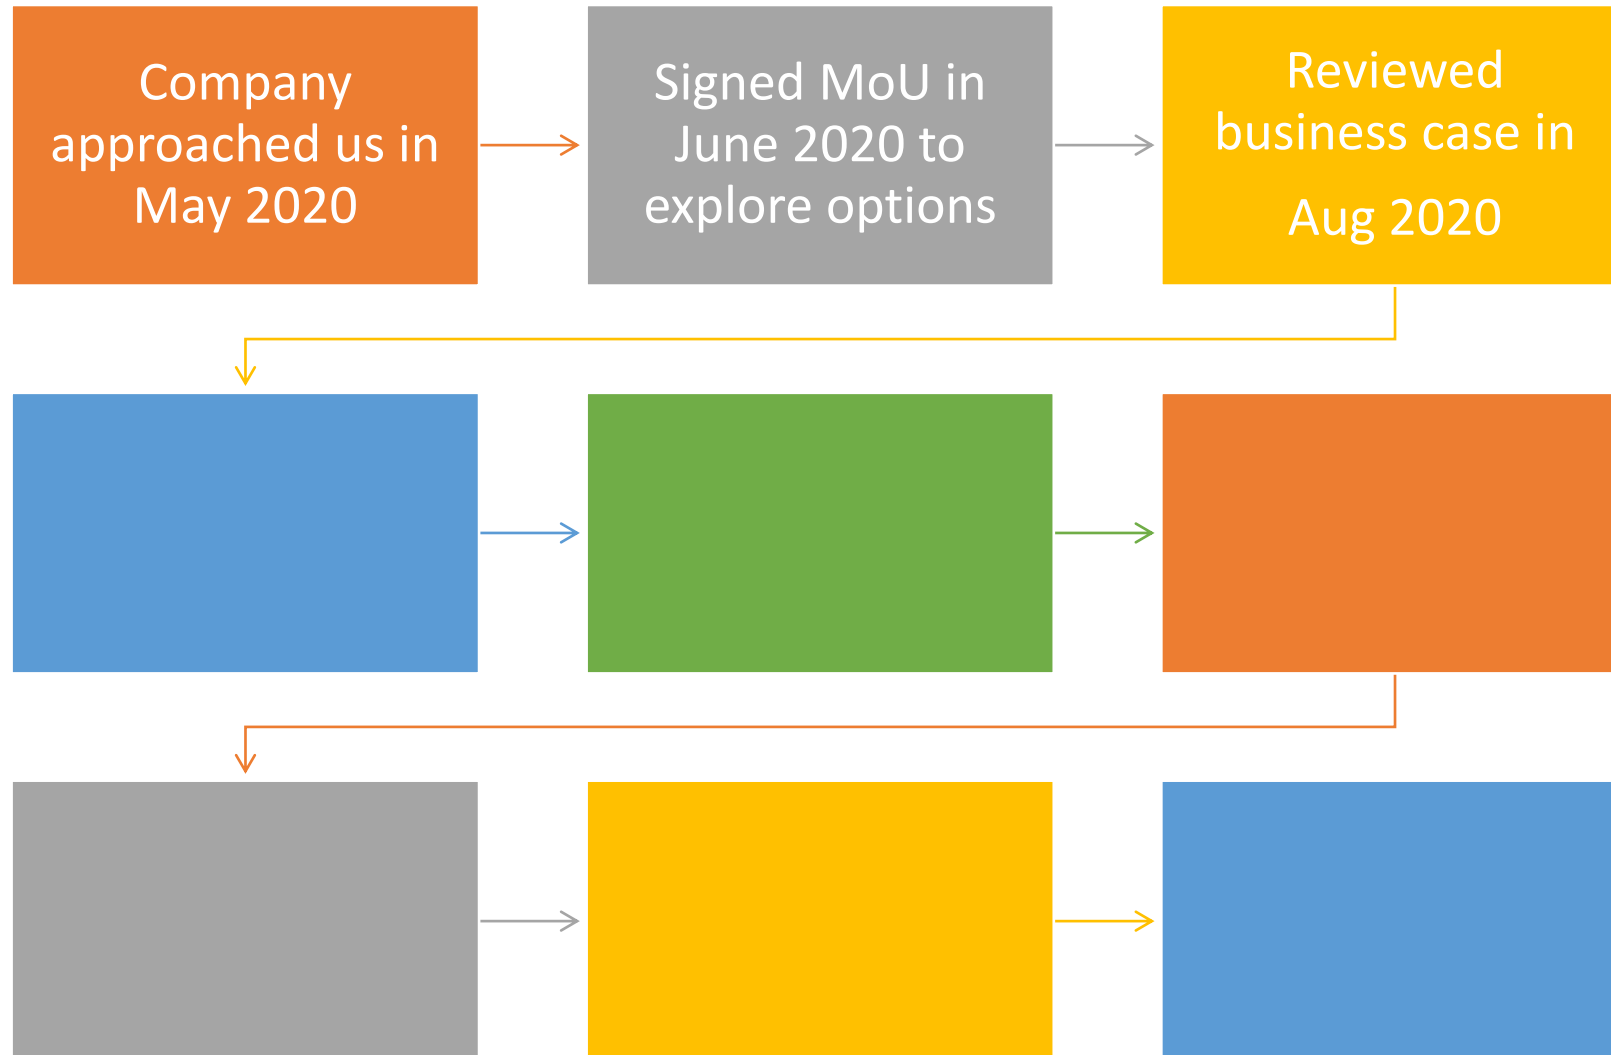 Company
approached us in
May 2020
Signed MoU in
June 2020 to
explore options
Reviewed
business case in
Aug 2020